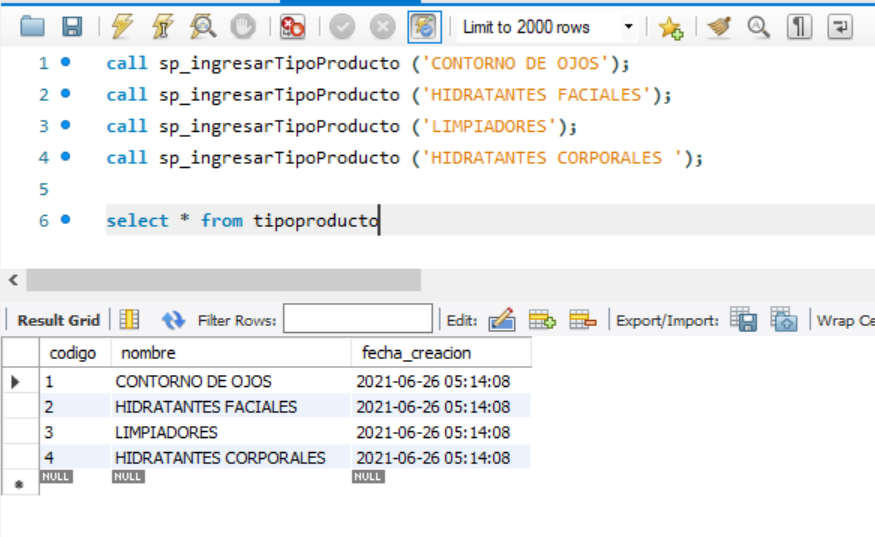 Limit to 2000 rows
1 call sp_ingresarTipoProducto ('CONTORNO DE OJOS');
2 call sp_ingresarTipoProducto ('HIDRATANTES FACIALES');
3 call sp_ingresarTipoProducto ('LIMPIADORES');
4 call sp_ingresarTipoProducto ('HIDRATANTES CORPORALES ');
5
6 select * from tipoproducto
Result Grid Filter Rows: Edit: Export/Import: Wrap Ce
codigo nombre fecha_creacion
1 CONTORNO DE OJOS 2021-06-26 05:14:08
2 HIDRATANTES FACIALES 2021-06-26 05:14:08
3 LIMPIADORES 2021-06-26 05:14:08
4 HIDRATANTES CORPORALES 2021-06-26 05:14:08
NULL NULL NULL